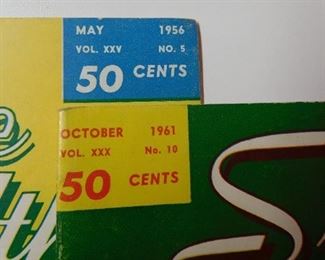 MAY 1956
VOL. XXV NO. 5
50 CENTS
OCTOBER 1961
VOL. XXX No. 10
50 CENTS